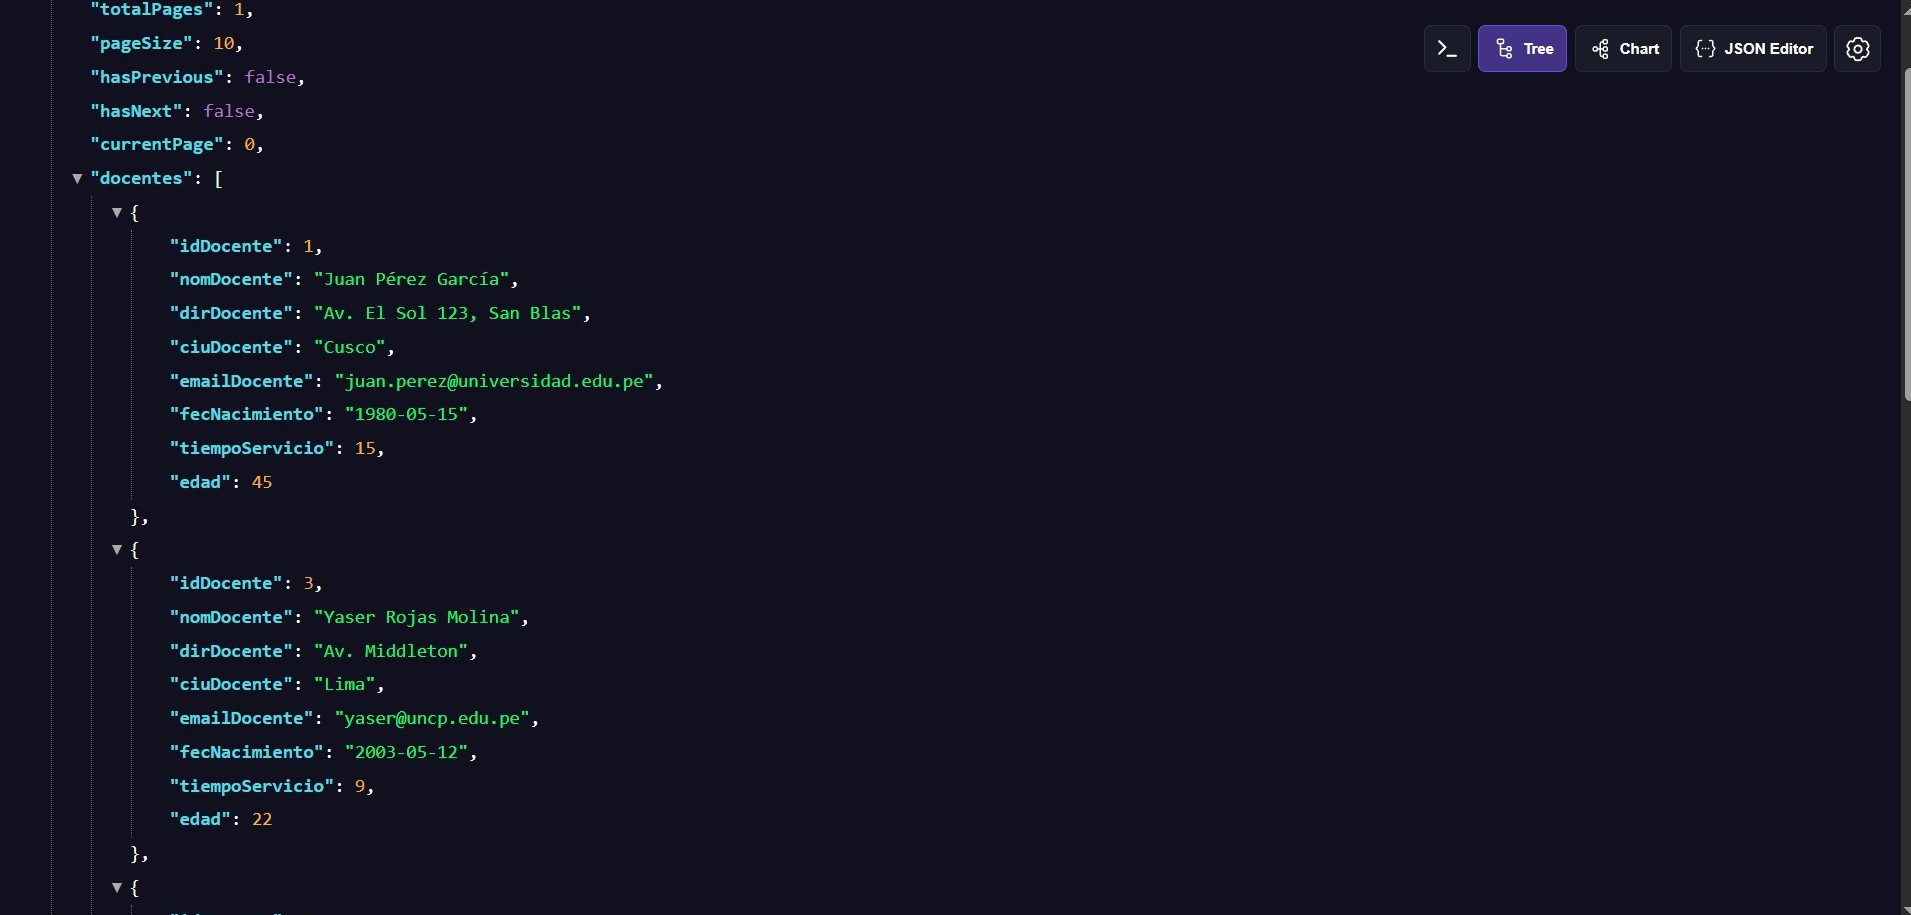 "totalPages": 1,
"pageSize": 10,
"hasPrevious": false,
"hasNext": false,
"currentPage": 0,
"docentes": [
{
"idDocente": 1,
"nomDocente": "Juan Pérez García",
"dirDocente": "Av. El Sol 123, San Blas",
"ciuDocente": "Cusco",
"emailDocente": "juan.perez@universidad.edu.pe",
"fecNacimiento": "1980-05-15",
"tiempoServicio": 15,
"edad": 45
},
{
"idDocente": 3,
"nomDocente": "Yaser Rojas Molina",
"dirDocente": "Av. Middleton",
"ciuDocente": "Lima",
"emailDocente": "yaser@uncp.edu.pe",
"fecNacimiento": "2003-05-12",
"tiempoServicio": 9,
"edad": 22
},
{
Tree
Chart
JSON Editor